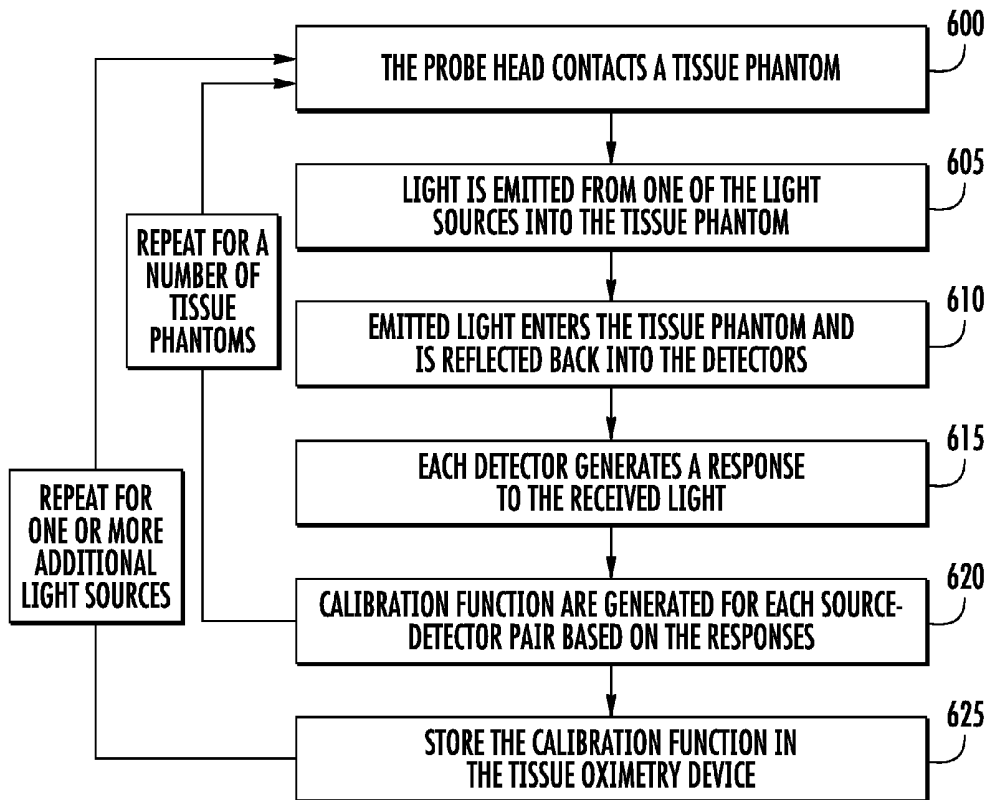 600
THE PROBE HEAD CONTACTS A TISSUE PHANTOM
605
LIGHT IS EMITTED FROM ONE OF THE LIGHT
SOURCES INTO THE TISSUE PHANTOM
REPEAT FOR A
NUMBER OF
TISSUE
PHANTOMS
610
EMITTED LIGHT ENTERS THE TISSUE PHANTOM AND
IS REFLECTED BACK INTO THE DETECTORS
615
EACH DETECTOR GENERATES A RESPONSE
TO THE RECEIVED LIGHT
REPEAT FOR
ONE OR MORE
ADDITIONAL
LIGHT SOURCES
620
CALIBRATION FUNCTION ARE GENERATED FOR EACH SOURCE-
DETECTOR PAIR BASED ON THE RESPONSES
625
STORE THE CALIBRATION FUNCTION IN
THE TISSUE OXIMETRY DEVICE